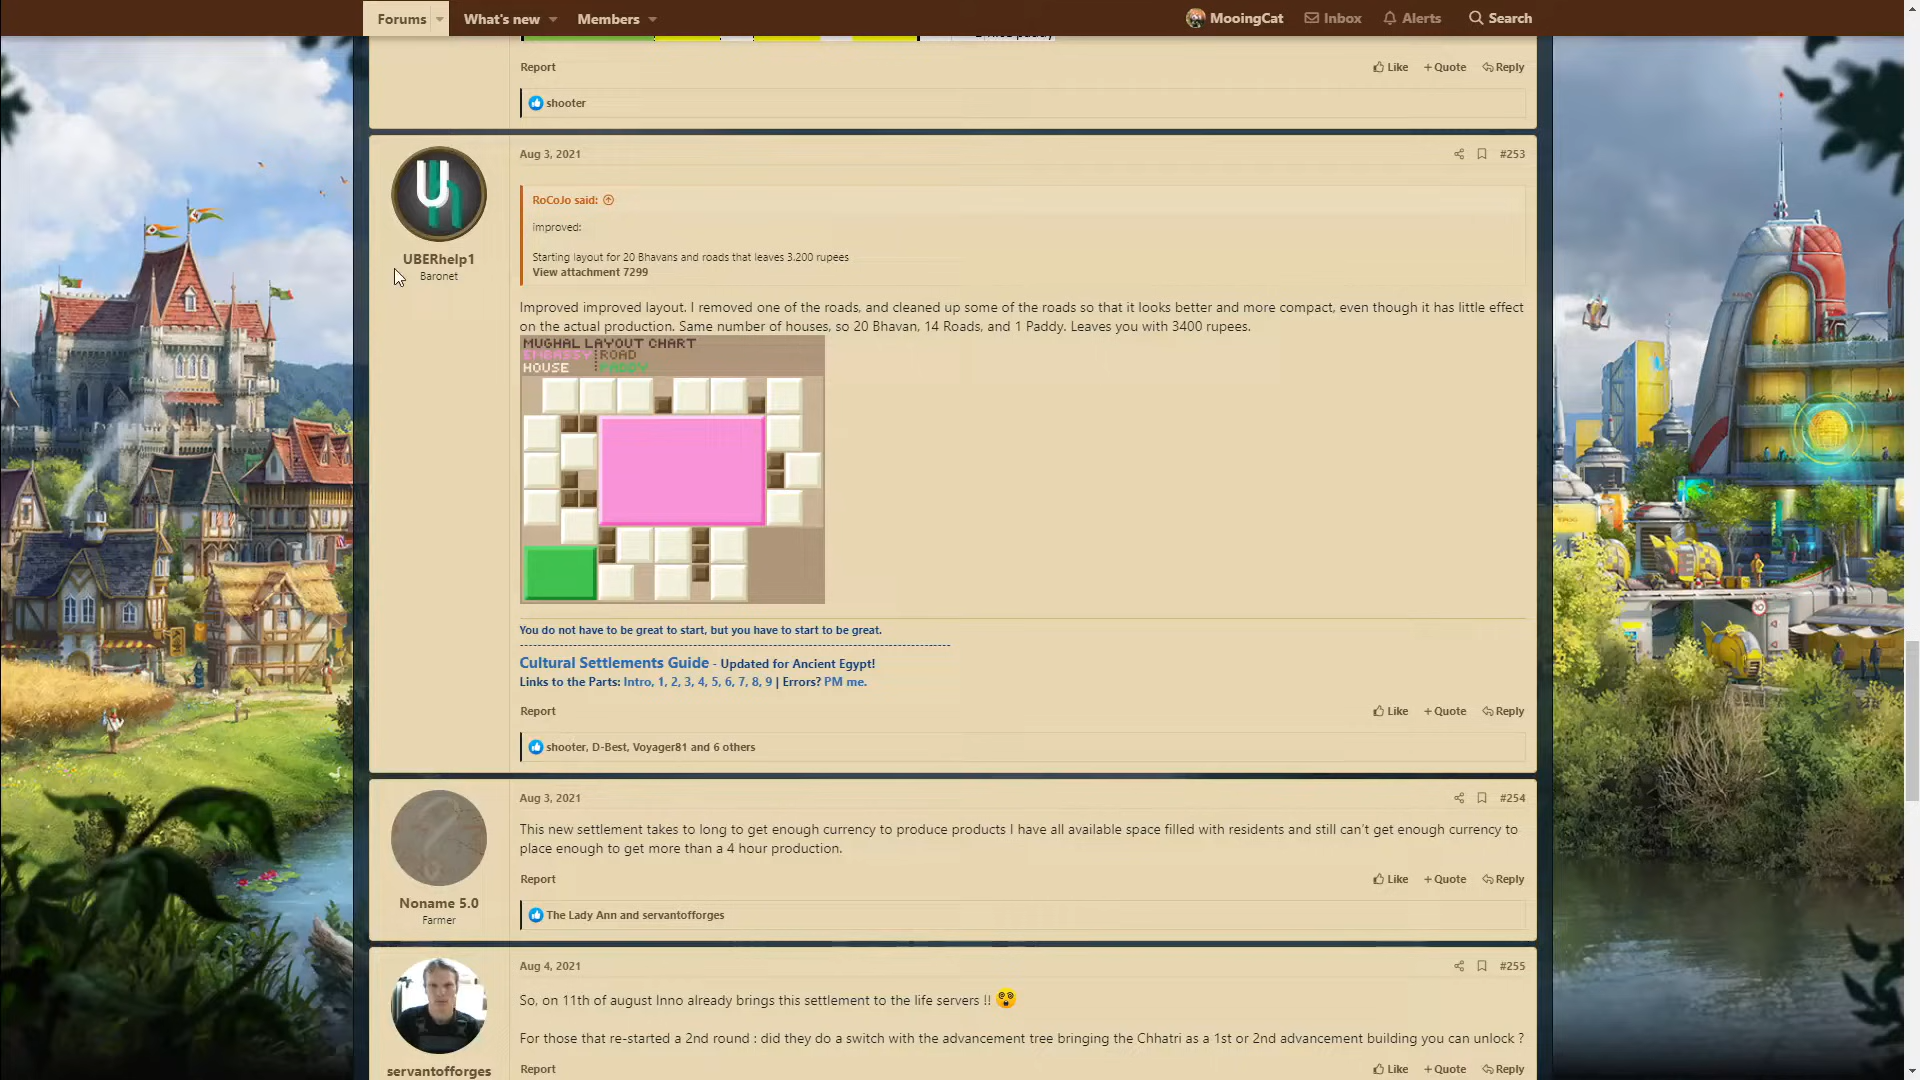 Forums
What's new
Members
MooingCat
Inbox
Alerts
Search
Report
Like
+ Quote
Reply
shooter
UBERhelp1
Baronet
Aug 3, 2021
#253
RoCoJo said:
improved:
Starting layout for 20 Bhavans and roads that leaves 3.200 rupees
View attachment 7299
Improved improved layout. I removed one of the roads, and cleaned up some of the roads so that it looks better and more compact, even though it has little effect
on the actual production. Same number of houses, so 20 Bhavan, 14 Roads, and 1 Paddy. Leaves you with 3400 rupees.
MUGHAL LAYOUT CHART
EMBASSY ROAD
HOUSE PADDY
You do not have to be great to start, but you have to start to be great.
--------------------------------------------------------------------------------------------
Cultural Settlements Guide - Updated for Ancient Egypt!
Links to the Parts: Intro, 1, 2, 3, 4, 5, 6, 7, 8, 9 | Errors? PM me.
Report
Like
+ Quote
Reply
shooter, D-Best, Voyager81 and 6 others
Noname 5.0
Farmer
Aug 3, 2021
#254
This new settlement takes to long to get enough currency to produce products I have all available space filled with residents and still can't get enough currency to
place enough to get more than a 4 hour production.
Report
Like
+ Quote
Reply
The Lady Ann and servantofforges
servantofforges
Aug 4, 2021
#255
So, on 11th of august Inno already brings this settlement to the life servers !!
For those that re-started a 2nd round : did they do a switch with the advancement tree bringing the Chhatri as a 1st or 2nd advancement building you can unlock ?
Report
Like
+ Quote
Reply